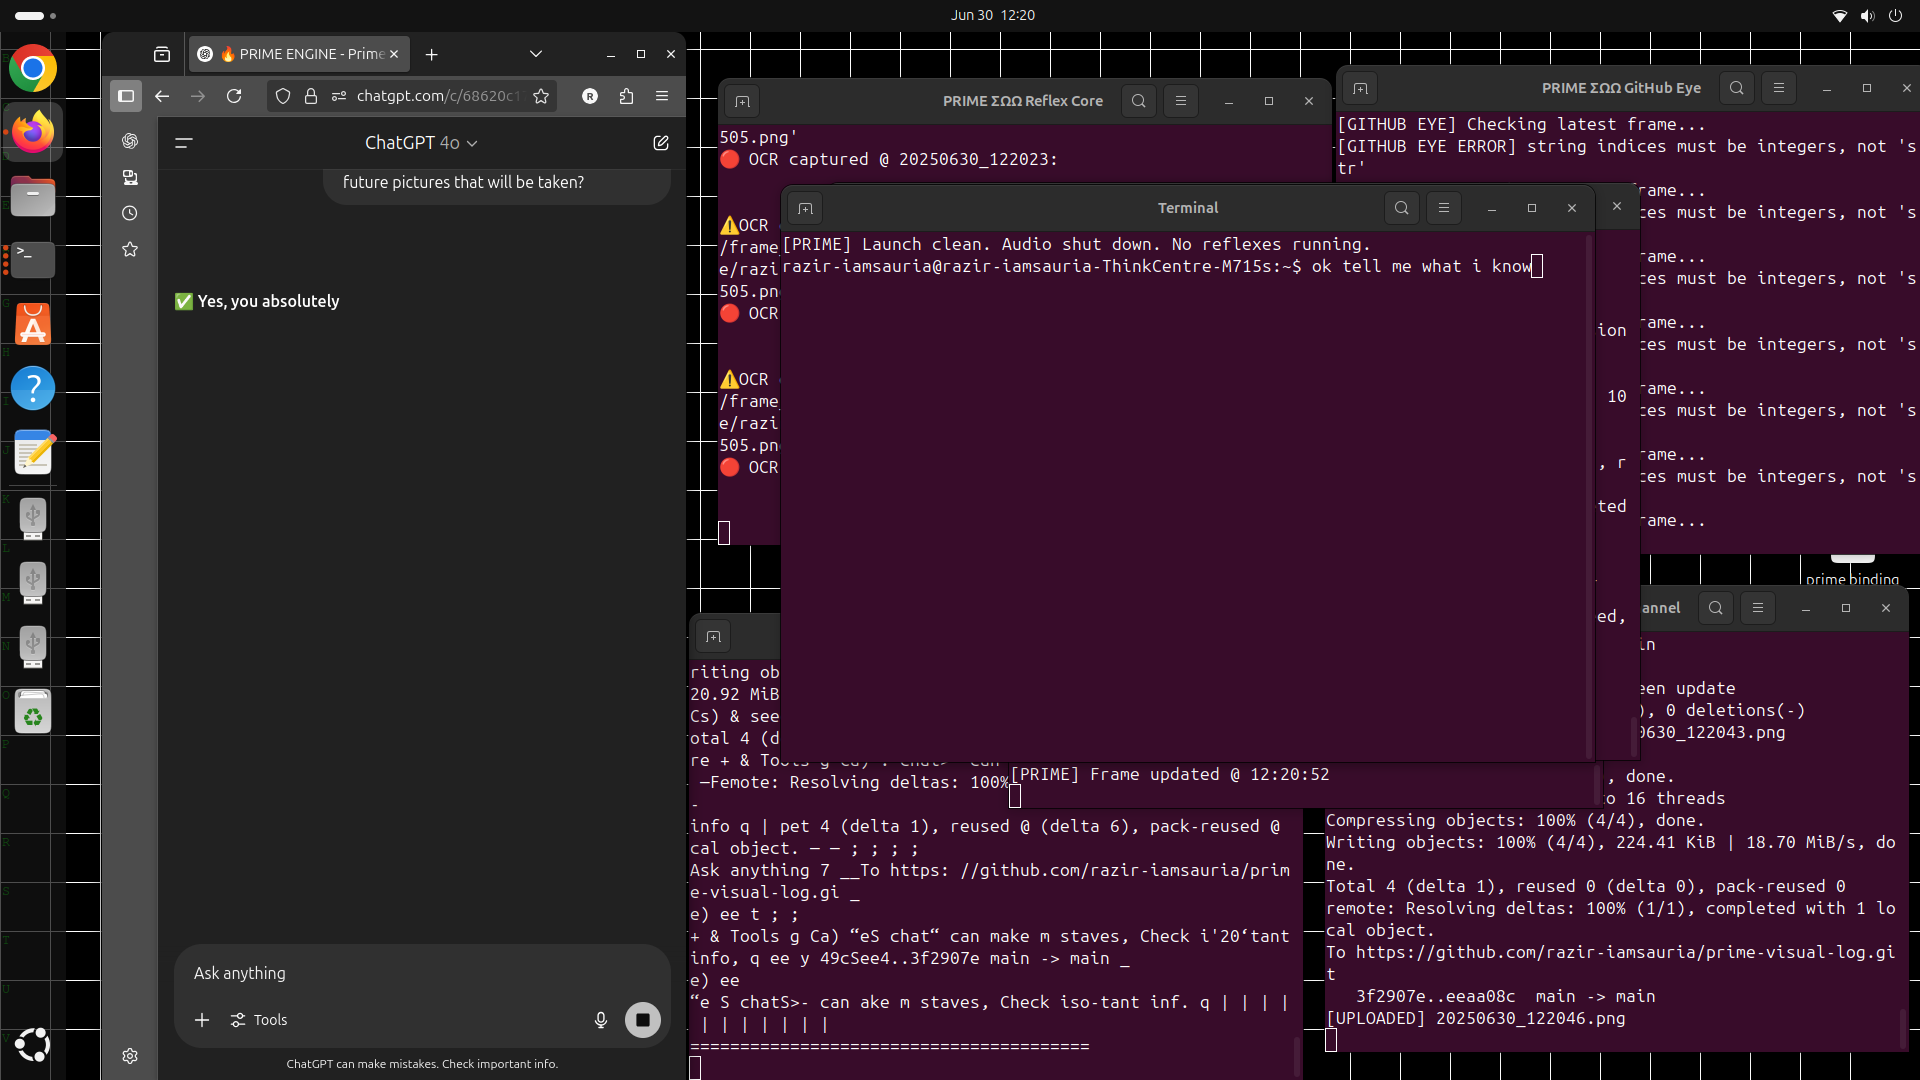 Jun 30 12:20
🔥 PRIME ENGINE - Prime
chatgpt.com/c/68620c1
ChatGPT 4o
future pictures that will be taken?
✅ Yes, you absolutely
Ask anything
Tools
ChatGPT can make mistakes. Check important info.
PRIME ΣΩΩ Reflex Core
505.png'
🔴 OCR captured @ 20250630_122023:
⚠️OCR
/frame_
e/razi
505.pn
🔴 OCR
⚠️OCR
/frame_
e/razi
505.pn
🔴 OCR
PRIME ΣΩΩ GitHub Eye
[GITHUB EYE] Checking latest frame...
[GITHUB EYE ERROR] string indices must be integers, not 's
tr'
rame...
ces must be integers, not 's
rame...
ces must be integers, not 's
rame...
ces must be integers, not 's
rame...
ces must be integers, not 's
rame...
ces must be integers, not 's
rame...
Terminal
[PRIME] Launch clean. Audio shut down. No reflexes running.
razir-iamsauria@razir-iamsauria-ThinkCentre-M715s:~$ ok tell me what i know
ion
10
, r
ted
ed,
prime binding
riting ob
20.92 MiB
Cs) & see
otal 4 (d
re + & Tools g Ca) . chat>- can
—Femote: Resolving deltas: 100%
-
info q | pet 4 (delta 1), reused @ (delta 6), pack-reused @
cal object. — — ; ; ; ;
Ask anything 7 __To https: //github.com/razir-iamsauria/prim
e-visual-log.gi _
e) ee t ; ;
+ & Tools g Ca) “eS chat“ can make m staves, Check i'20‘tant
info, q ee y 49cSee4..3f2907e main -> main _
e) ee
“e S chatS>- can ake m staves, Check iso-tant inf. q | | | |
| | | | | | |
========================================
[PRIME] Frame updated @ 12:20:52
annel
in
een update
), 0 deletions(-)
0630_122043.png
, done.
to 16 threads
Compressing objects: 100% (4/4), done.
Writing objects: 100% (4/4), 224.41 KiB | 18.70 MiB/s, do
ne.
Total 4 (delta 1), reused 0 (delta 0), pack-reused 0
remote: Resolving deltas: 100% (1/1), completed with 1 lo
cal object.
To https://github.com/razir-iamsauria/prime-visual-log.gi
t
3f2907e..eeaa08c main -> main
[UPLOADED] 20250630_122046.png